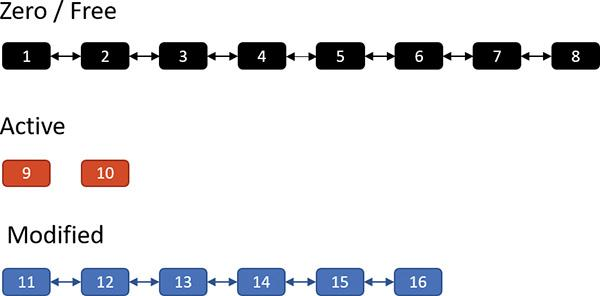 Zero / Free
1 2 3 4 5 6 7 8
Active
9 10
Modified
11 12 13 14 15 16